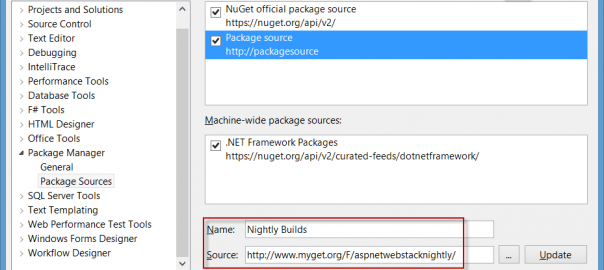 Projects and Solutions
Source Control
Text Editor
Debugging
IntelliTrace
Performance Tools
Database Tools
F# Tools
HTML Designer
Office Tools
Package Manager
General
Package Sources
SQL Server Tools
Text Templating
Web Performance Test Tools
Windows Forms Designer
Workflow Designer
NuGet official package source
https://nuget.org/api/v2/
Package source
http://packagesource
Machine-wide package sources:
.NET Framework Packages
https://nuget.org/api/v2/curated-feeds/dotnetframework/
Name: Nightly Builds
Source: http://www.myget.org/F/aspnetwebstacknightly/ ... Update